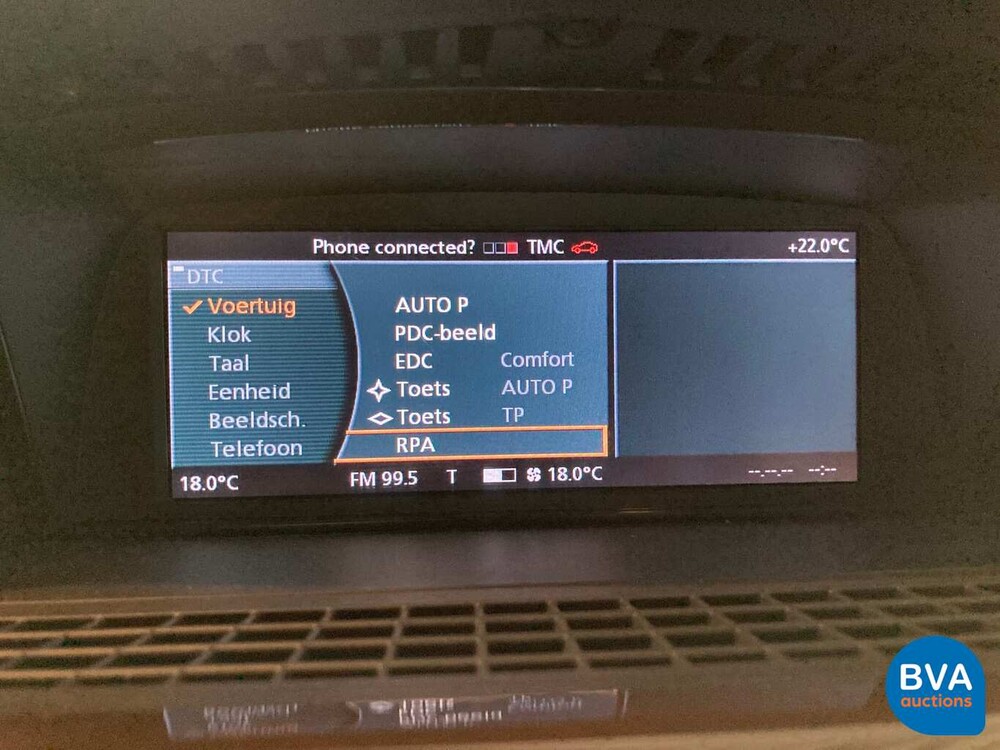 Phone connected? TMC +22.0°C
DTC
Voertuig
Klok
Taal
Eenheid
Beeldsch.
Telefoon
AUTO P
PDC-beeld
EDC Comfort
Toets AUTO P
Toets TP
RPA
18.0°C FM 99.5 T 18.0°C --.--.-- --:--
BVA
auctions